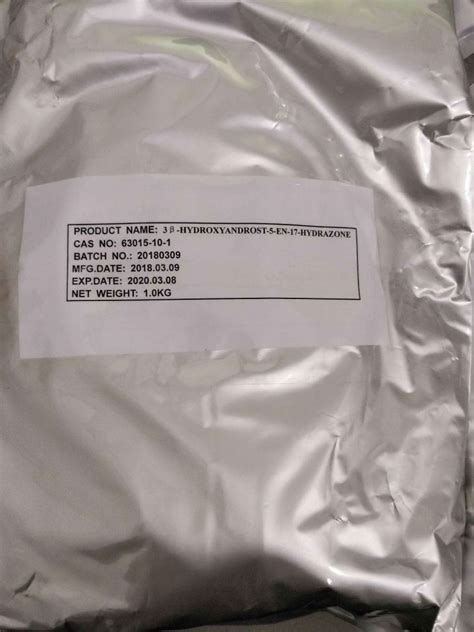 PRODUCT NAME: 3β-HYDROXYANDROST-5-EN-17-HYDRAZONE
CAS NO: 63015-10-1
BATCH NO.: 20180309
MFG.DATE: 2018.03.09
EXP.DATE: 2020.03.08
NET WEIGHT: 1.0KG